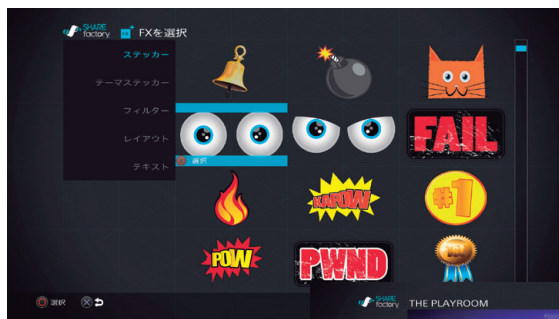 SHARE factory FX FXを選択
ステッカー
テーマステッカー
フィルター
レイアウト
テキスト
FAIL
選択
KAPOW
#1
POW
PWND
選択
SHARE factory THE PLAYROOM